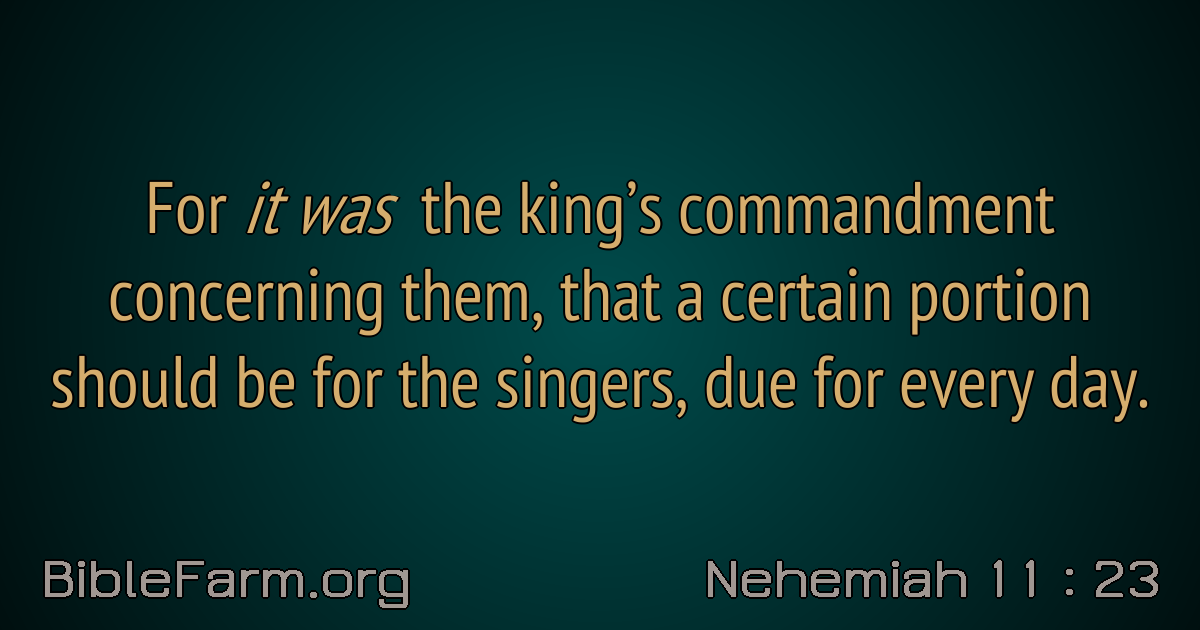 For it was the king’s commandment
concerning them, that a certain portion
should be for the singers, due for every day.
BibleFarm.org
Nehemiah 11 : 23